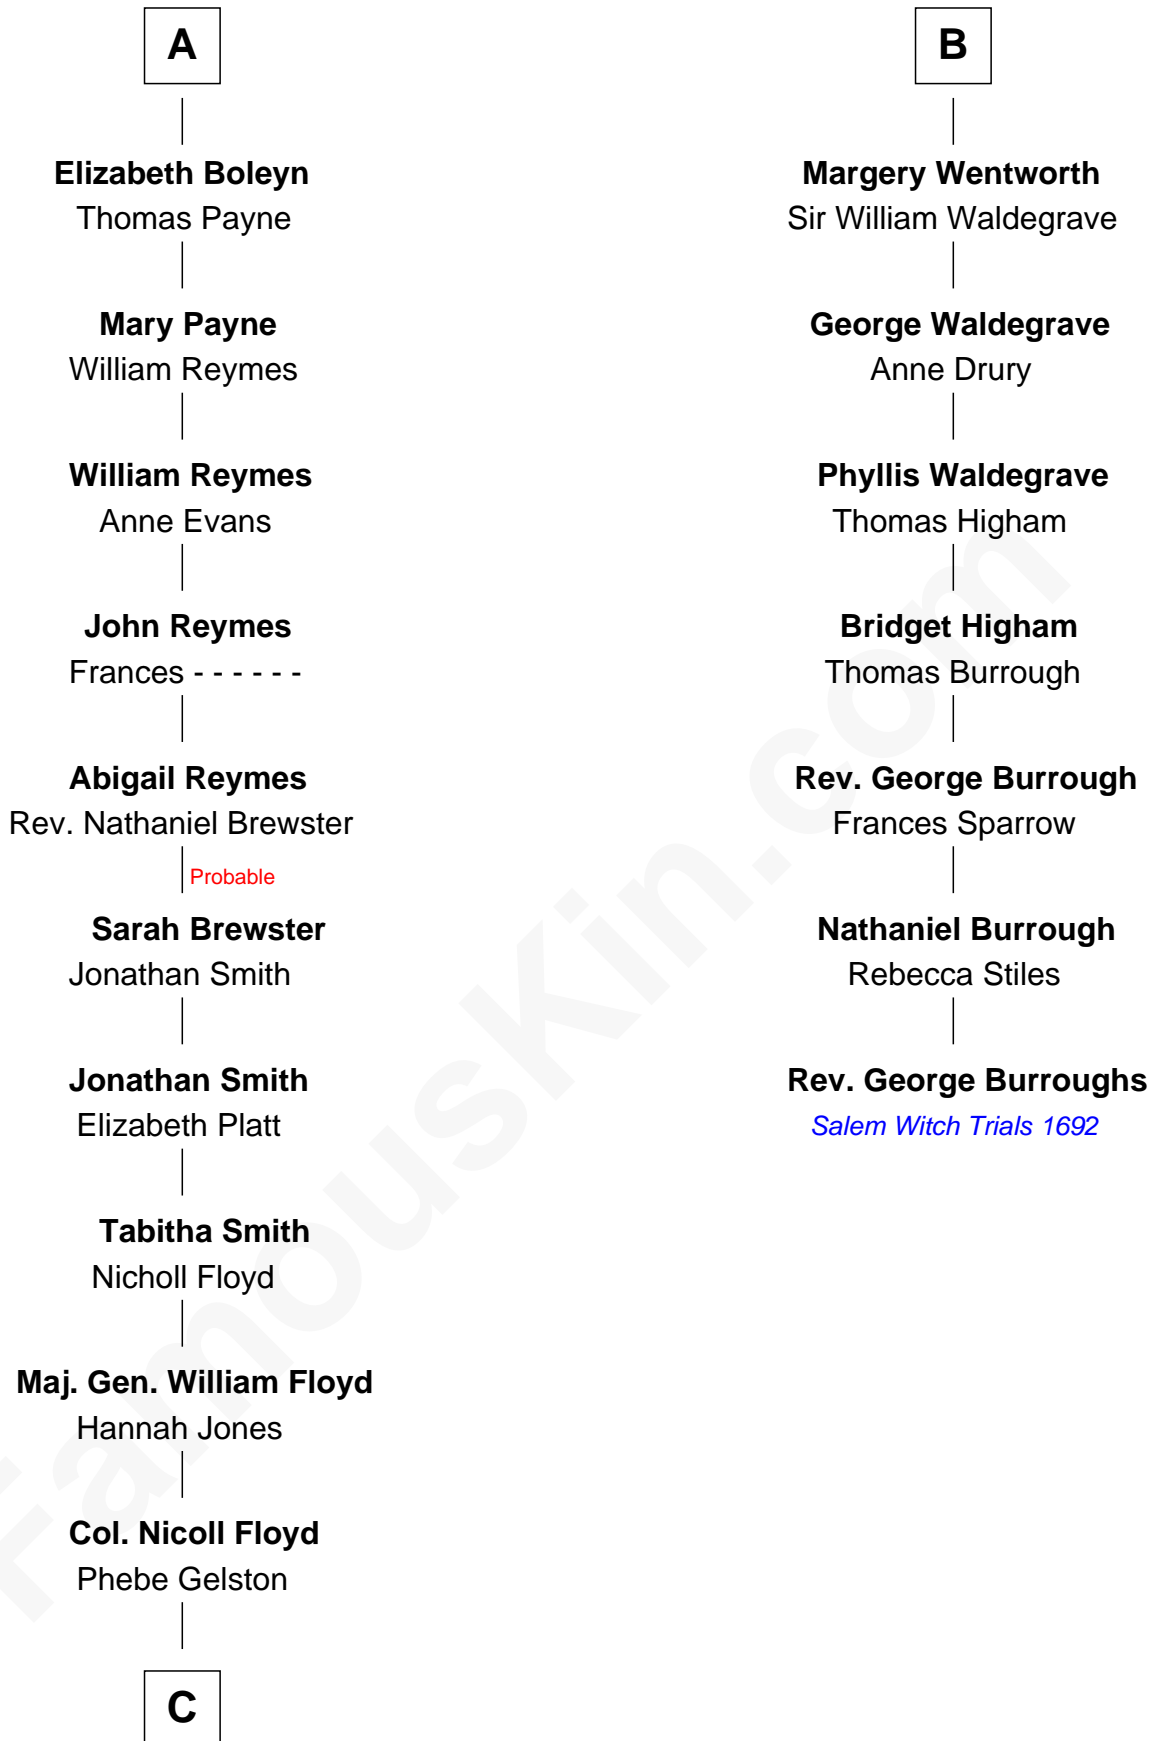 A
Elizabeth Boleyn
Thomas Payne
Mary Payne
William Reymes
William Reymes
Anne Evans
John Reymes
Frances - - - - - -
Abigail Reymes
Rev. Nathaniel Brewster
Probable
Sarah Brewster
Jonathan Smith
Jonathan Smith
Elizabeth Platt
Tabitha Smith
Nicholl Floyd
Maj. Gen. William Floyd
Hannah Jones
Col. Nicoll Floyd
Phebe Gelston
C
B
Margery Wentworth
Sir William Waldegrave
George Waldegrave
Anne Drury
Phyllis Waldegrave
Thomas Higham
Bridget Higham
Thomas Burrough
Rev. George Burrough
Frances Sparrow
Nathaniel Burrough
Rebecca Stiles
Rev. George Burroughs
Salem Witch Trials 1692
FamousKin.com